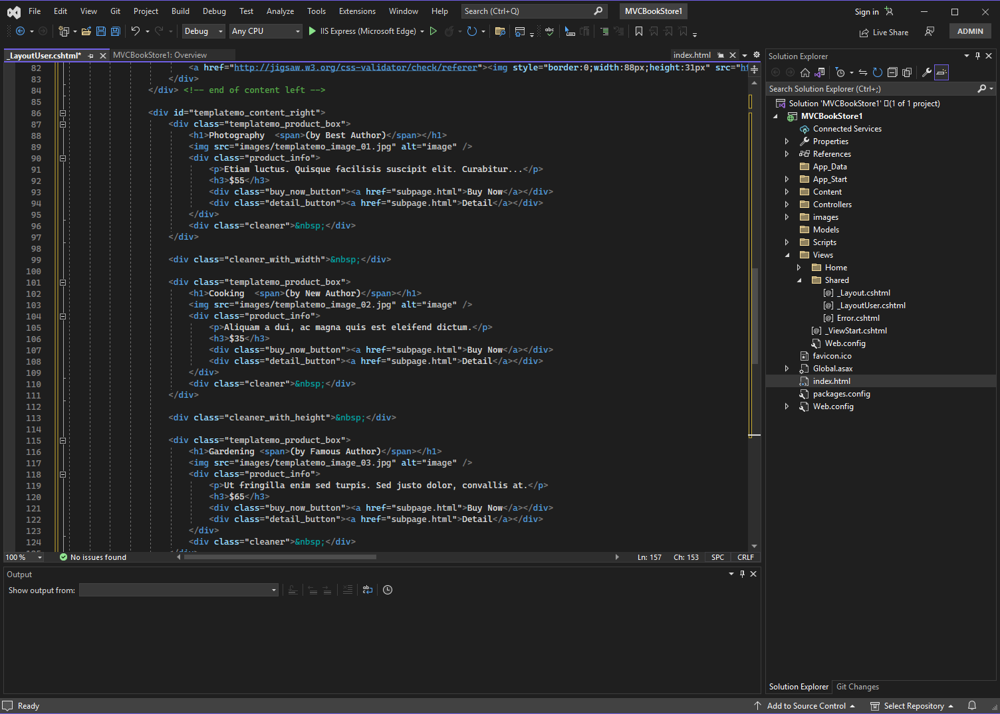 File Edit View Git Project Build Debug Test Analyze Tools Extensions Window Help Search (Ctrl+Q) MVCBookStore1 Sign in
Debug Any CPU IIS Express (Microsoft Edge) Live Share ADMIN
_LayoutUser.cshtml* MVCBookStore1: Overview index.html
82 <a href="http://jigsaw.w3.org/css-validator/check/referer"><img style="border:0;width:88px;height:31px" src="ht
83 </div>
84 </div> <!-- end of content left -->
85
86 <div id="templatemo_content_right">
87 <div class="templatemo_product_box">
88 <h1>Photography  <span>(by Best Author)</span></h1>
89 <img src="images/templatemo_image_01.jpg" alt="image" />
90 <div class="product_info">
91 <p>Etiam luctus. Quisque facilisis suscipit elit. Curabitur...</p>
92 <h3>$55</h3>
93 <div class="buy_now_button"><a href="subpage.html">Buy Now</a></div>
94 <div class="detail_button"><a href="subpage.html">Detail</a></div>
95 </div>
96 <div class="cleaner">&nbsp;</div>
97 </div>
98
99 <div class="cleaner_with_width">&nbsp;</div>
100
101 <div class="templatemo_product_box">
102 <h1>Cooking  <span>(by New Author)</span></h1>
103 <img src="images/templatemo_image_02.jpg" alt="image" />
104 <div class="product_info">
105 <p>Aliquam a dui, ac magna quis est eleifend dictum.</p>
106 <h3>$35</h3>
107 <div class="buy_now_button"><a href="subpage.html">Buy Now</a></div>
108 <div class="detail_button"><a href="subpage.html">Detail</a></div>
109 </div>
110 <div class="cleaner">&nbsp;</div>
111 </div>
112
113 <div class="cleaner_with_height">&nbsp;</div>
114
115 <div class="templatemo_product_box">
116 <h1>Gardening <span>(by Famous Author)</span></h1>
117 <img src="images/templatemo_image_03.jpg" alt="image" />
118 <div class="product_info">
119 <p>Ut fringilla enim sed turpis. Sed justo dolor, convallis at.</p>
120 <h3>$65</h3>
121 <div class="buy_now_button"><a href="subpage.html">Buy Now</a></div>
122 <div class="detail_button"><a href="subpage.html">Detail</a></div>
123 </div>
124 <div class="cleaner">&nbsp;</div>
100 % No issues found Ln: 157 Ch: 153 SPC CRLF
Output
Show output from:
Solution Explorer
Search Solution Explorer (Ctrl+;)
Solution 'MVCBookStore1' (1 of 1 project)
MVCBookStore1
Connected Services
Properties
References
App_Data
App_Start
Content
Controllers
images
Models
Scripts
Views
Home
Shared
_Layout.cshtml
_LayoutUser.cshtml
Error.cshtml
_ViewStart.cshtml
Web.config
favicon.ico
Global.asax
index.html
packages.config
Web.config
Solution Explorer Git Changes
Ready Add to Source Control Select Repository